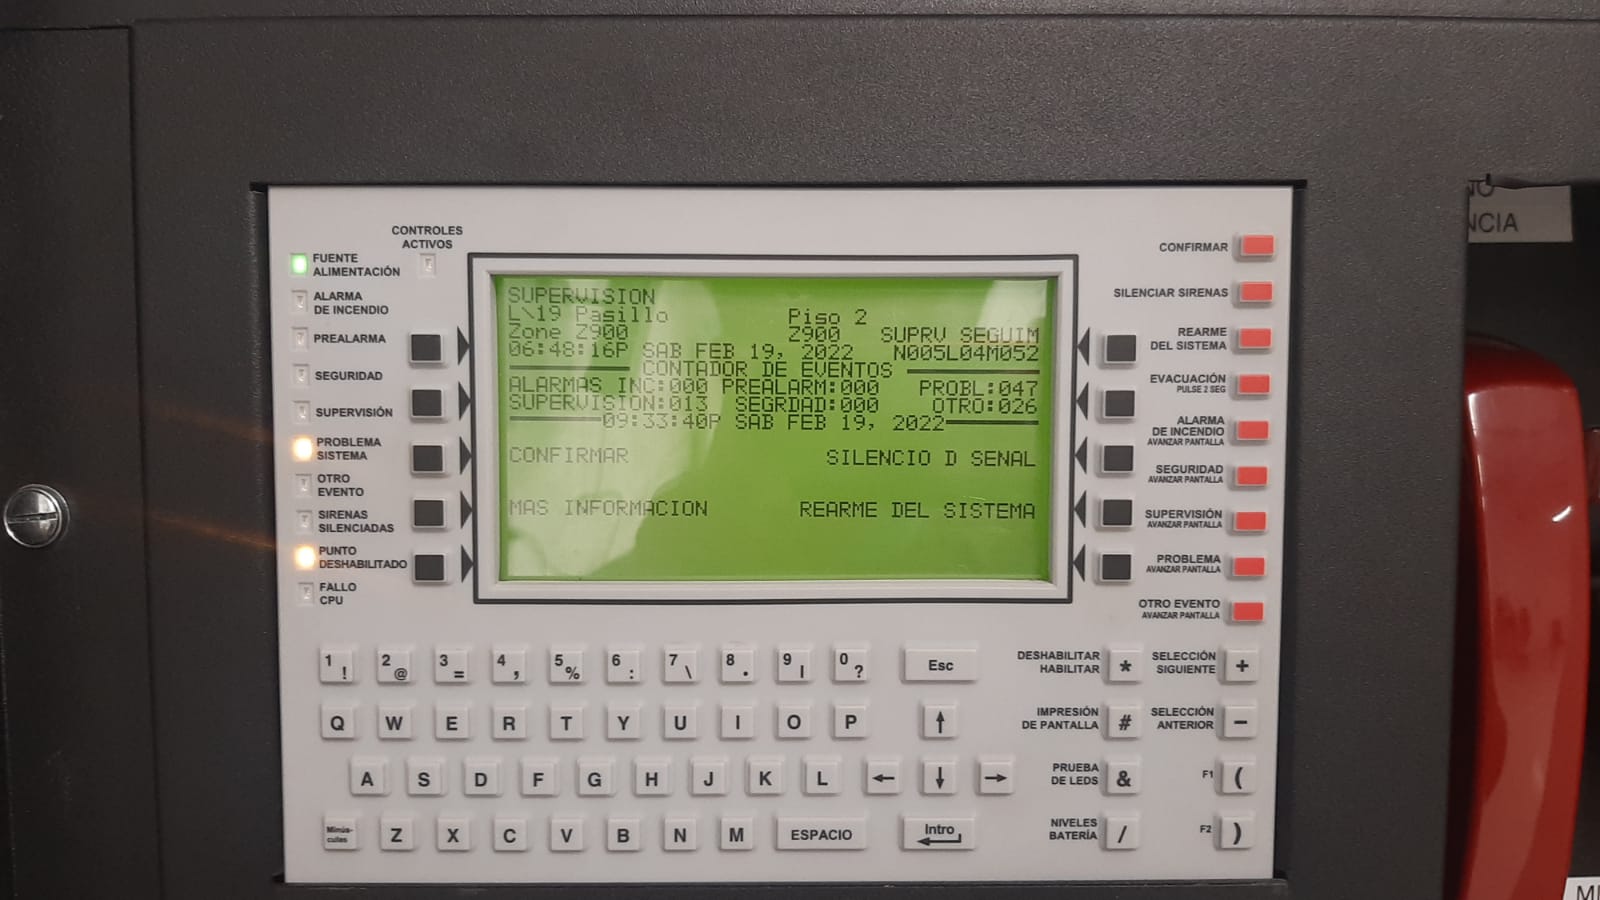 CONTROLES
ACTIVOS
FUENTE
ALIMENTACIÓN
ALARMA
DE INCENDIO
PREALARMA
SEGURIDAD
SUPERVISIÓN
PROBLEMA
SISTEMA
OTRO
EVENTO
SIRENAS
SILENCIADAS
PUNTO
DESHABILITADO
FALLO
CPU
SUPERVISION
L\19 Pasillo Piso 2
Zone Z900 Z900 SUPRV SEGUIM
06:48:16P SAB FEB 19, 2022 N005L04M052
CONTADOR DE EVENTOS
ALARMAS INC:000 PREALARM:000 PROBL:047
SUPERVISION:013 SEGRDAD:000 OTRO:026
09:33:40P SAB FEB 19, 2022
CONFIRMAR SILENCIO D SENAL
MAS INFORMACION REARME DEL SISTEMA
CONFIRMAR
SILENCIAR SIRENAS
REARME
DEL SISTEMA
EVACUACIÓN
PULSE 2 SEG
ALARMA
DE INCENDIO
AVANZAR PANTALLA
SEGURIDAD
AVANZAR PANTALLA
SUPERVISIÓN
AVANZAR PANTALLA
PROBLEMA
AVANZAR PANTALLA
OTRO EVENTO
AVANZAR PANTALLA
NCIA
1 ! 2 @ 3 = 4 , 5 % 6 : 7 \ 8 . 9 | 0 ? Esc
DESHABILITAR
HABILITAR *
SELECCIÓN
SIGUIENTE +
Q W E R T Y U I O P ↑
IMPRESIÓN
DE PANTALLA #
SELECCIÓN
ANTERIOR −
A S D F G H J K L ← ↓ →
PRUEBA
DE LEDS &
F1 (
Minús-
culas
Z X C V B N M ESPACIO Intro
NIVELES
BATERÍA /
F2 )